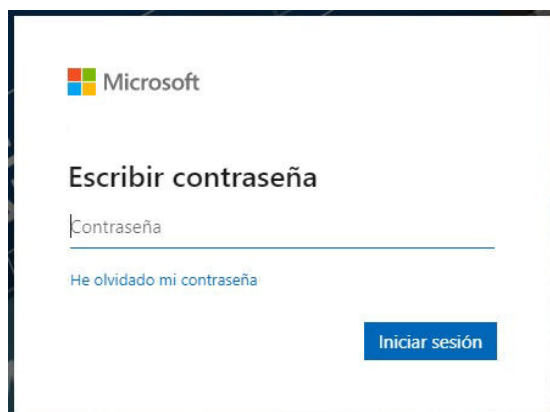 Microsoft
Escribir contraseña
Contraseña
He olvidado mi contraseña
Iniciar sesión